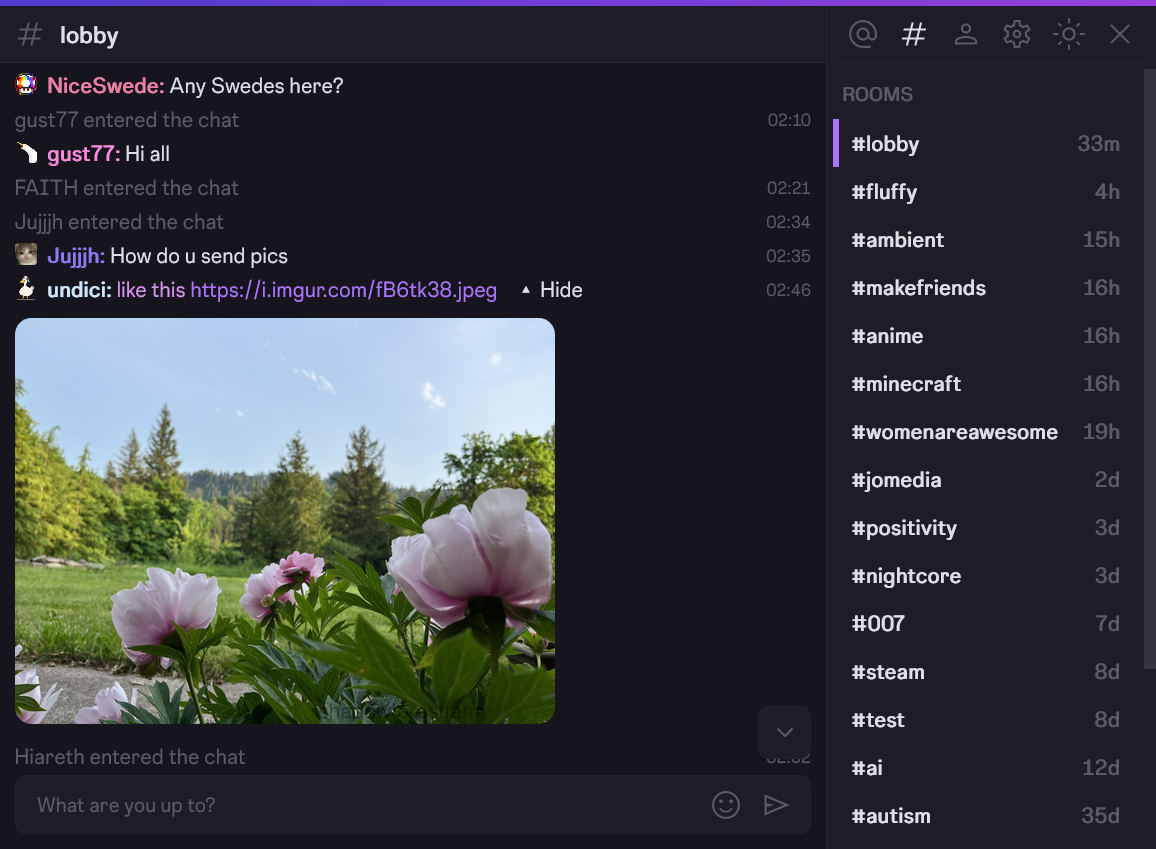 # lobby
NiceSwede: Any Swedes here?
gust77 entered the chat 02:10
gust77: Hi all
FAITH entered the chat 02:21
Jujjjh entered the chat 02:34
Jujjjh: How do u send pics 02:35
undici: like this https://i.imgur.com/fB6tk38.jpeg ▲ Hide 02:46
Hiareth entered the chat
What are you up to?
@ #
ROOMS
#lobby 33m
#fluffy 4h
#ambient 15h
#makefriends 16h
#anime 16h
#minecraft 16h
#womenareawesome 19h
#jomedia 2d
#positivity 3d
#nightcore 3d
#007 7d
#steam 8d
#test 8d
#ai 12d
#autism 35d